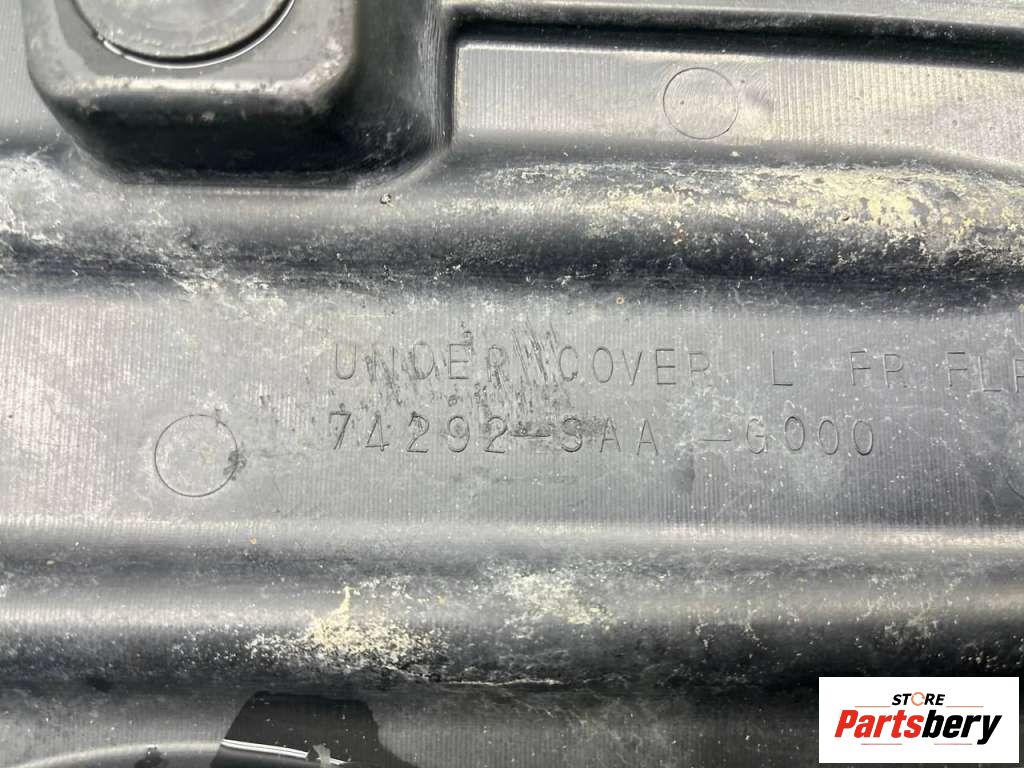 UNDER COVER L FR FLR
74292-SAA -G000
STORE
Partsbery